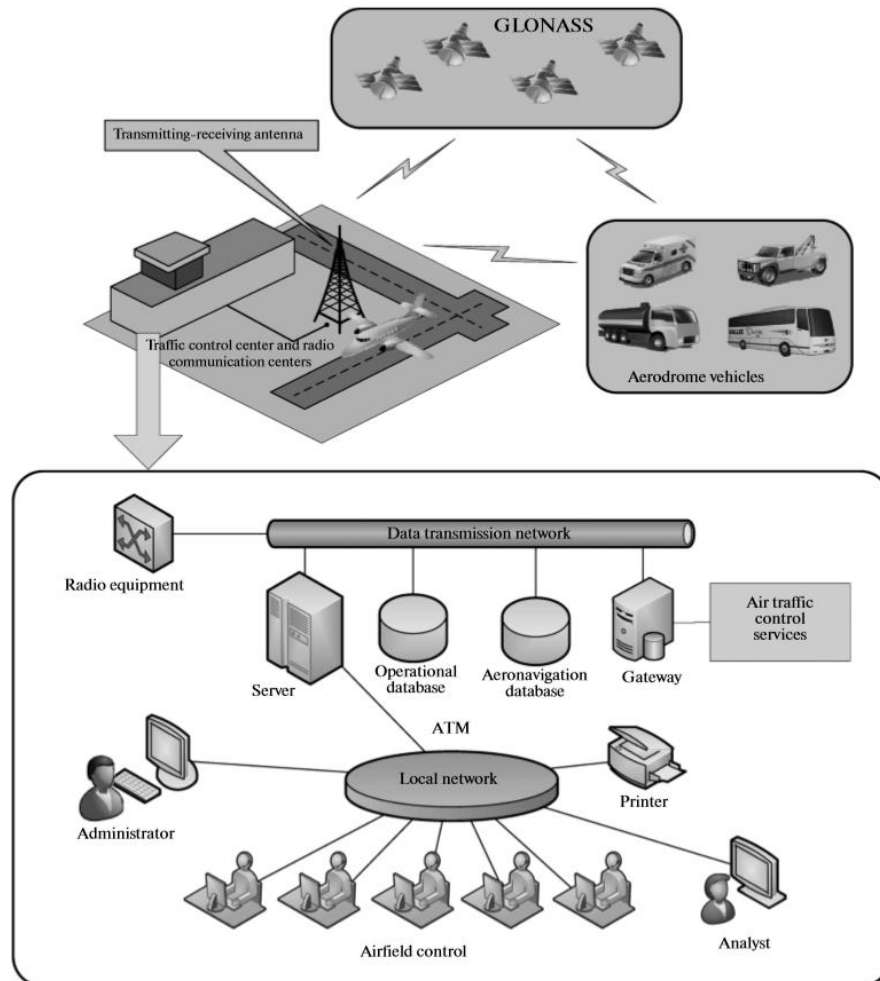 GLONASS
Transmitting–receiving antenna
Traffic control center and radio
communication centers
Aerodrome vehicles
Data transmission network
Radio equipment
Air traffic
control
services
Server
Operational
database
Aeronavigation
database
Gateway
ATM
Local network
Printer
Administrator
Airfield control
Analyst